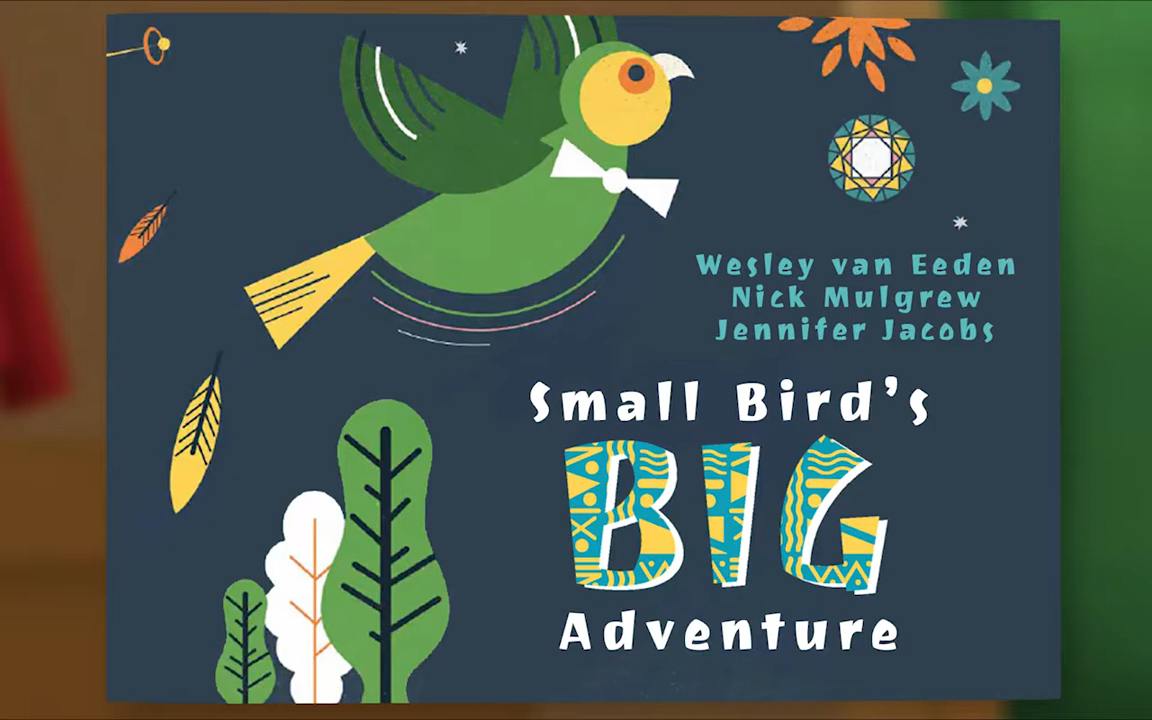 Wesley van Eeden
Nick Mulgrew
Jennifer Jacobs
Small Bird's
BIG
Adventure